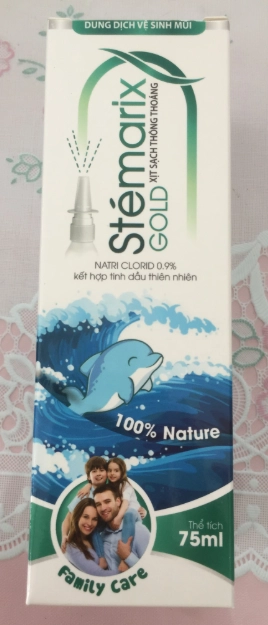 DUNG DỊCH VỆ SINH MŨI
Stémarix
GOLD XỊT SẠCH THÔNG THOÁNG
NATRI CLORID 0.9%
kết hợp tinh dầu thiên nhiên
100% Nature
Thể tích
75ml
Family Care